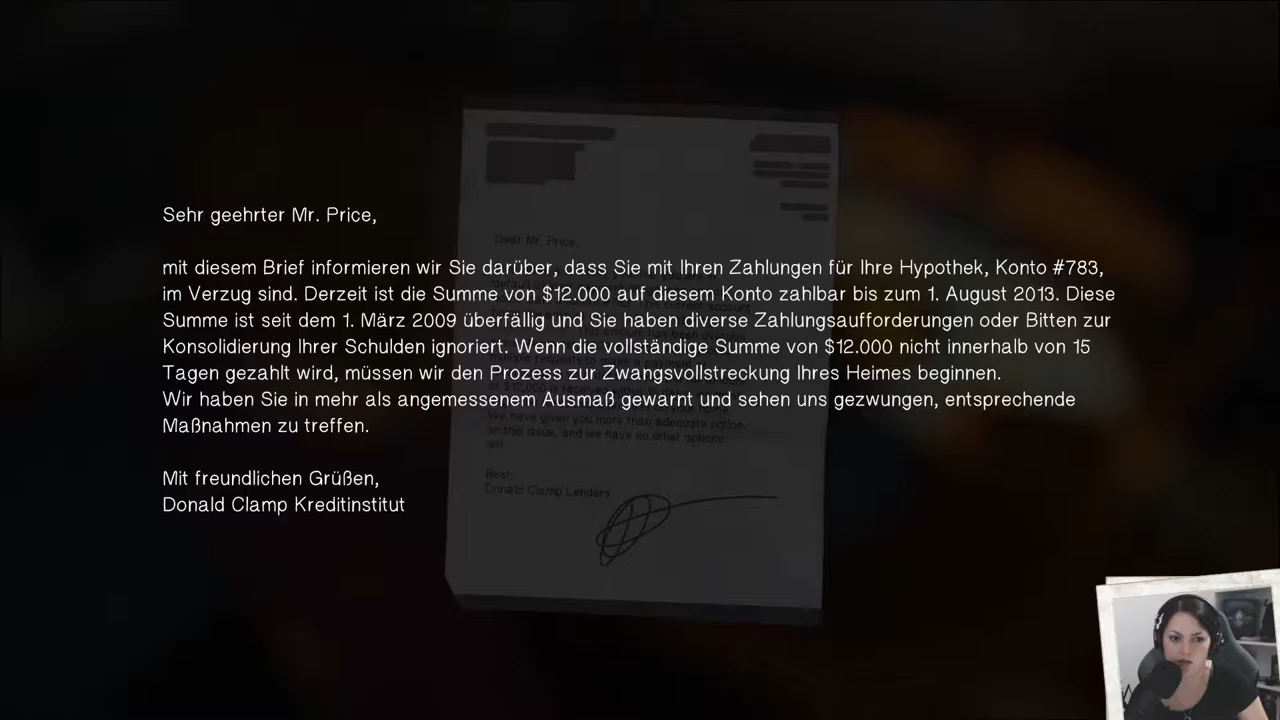 Sehr geehrter Mr. Price,
mit diesem Brief informieren wir Sie darüber, dass Sie mit Ihren Zahlungen für Ihre Hypothek, Konto #783,
im Verzug sind. Derzeit ist die Summe von $12.000 auf diesem Konto zahlbar bis zum 1. August 2013. Diese
Summe ist seit dem 1. März 2009 überfällig und Sie haben diverse Zahlungsaufforderungen oder Bitten zur
Konsolidierung Ihrer Schulden ignoriert. Wenn die vollständige Summe von $12.000 nicht innerhalb von 15
Tagen gezahlt wird, müssen wir den Prozess zur Zwangsvollstreckung Ihres Heimes beginnen.
Wir haben Sie in mehr als angemessenem Ausmaß gewarnt und sehen uns gezwungen, entsprechende
Maßnahmen zu treffen.
Mit freundlichen Grüßen,
Donald Clamp Kreditinstitut
Dear Mr. Price,
We have given you more than adequate notice
on this issue, and we have no other options
Best,
Donald Clamp Lenders